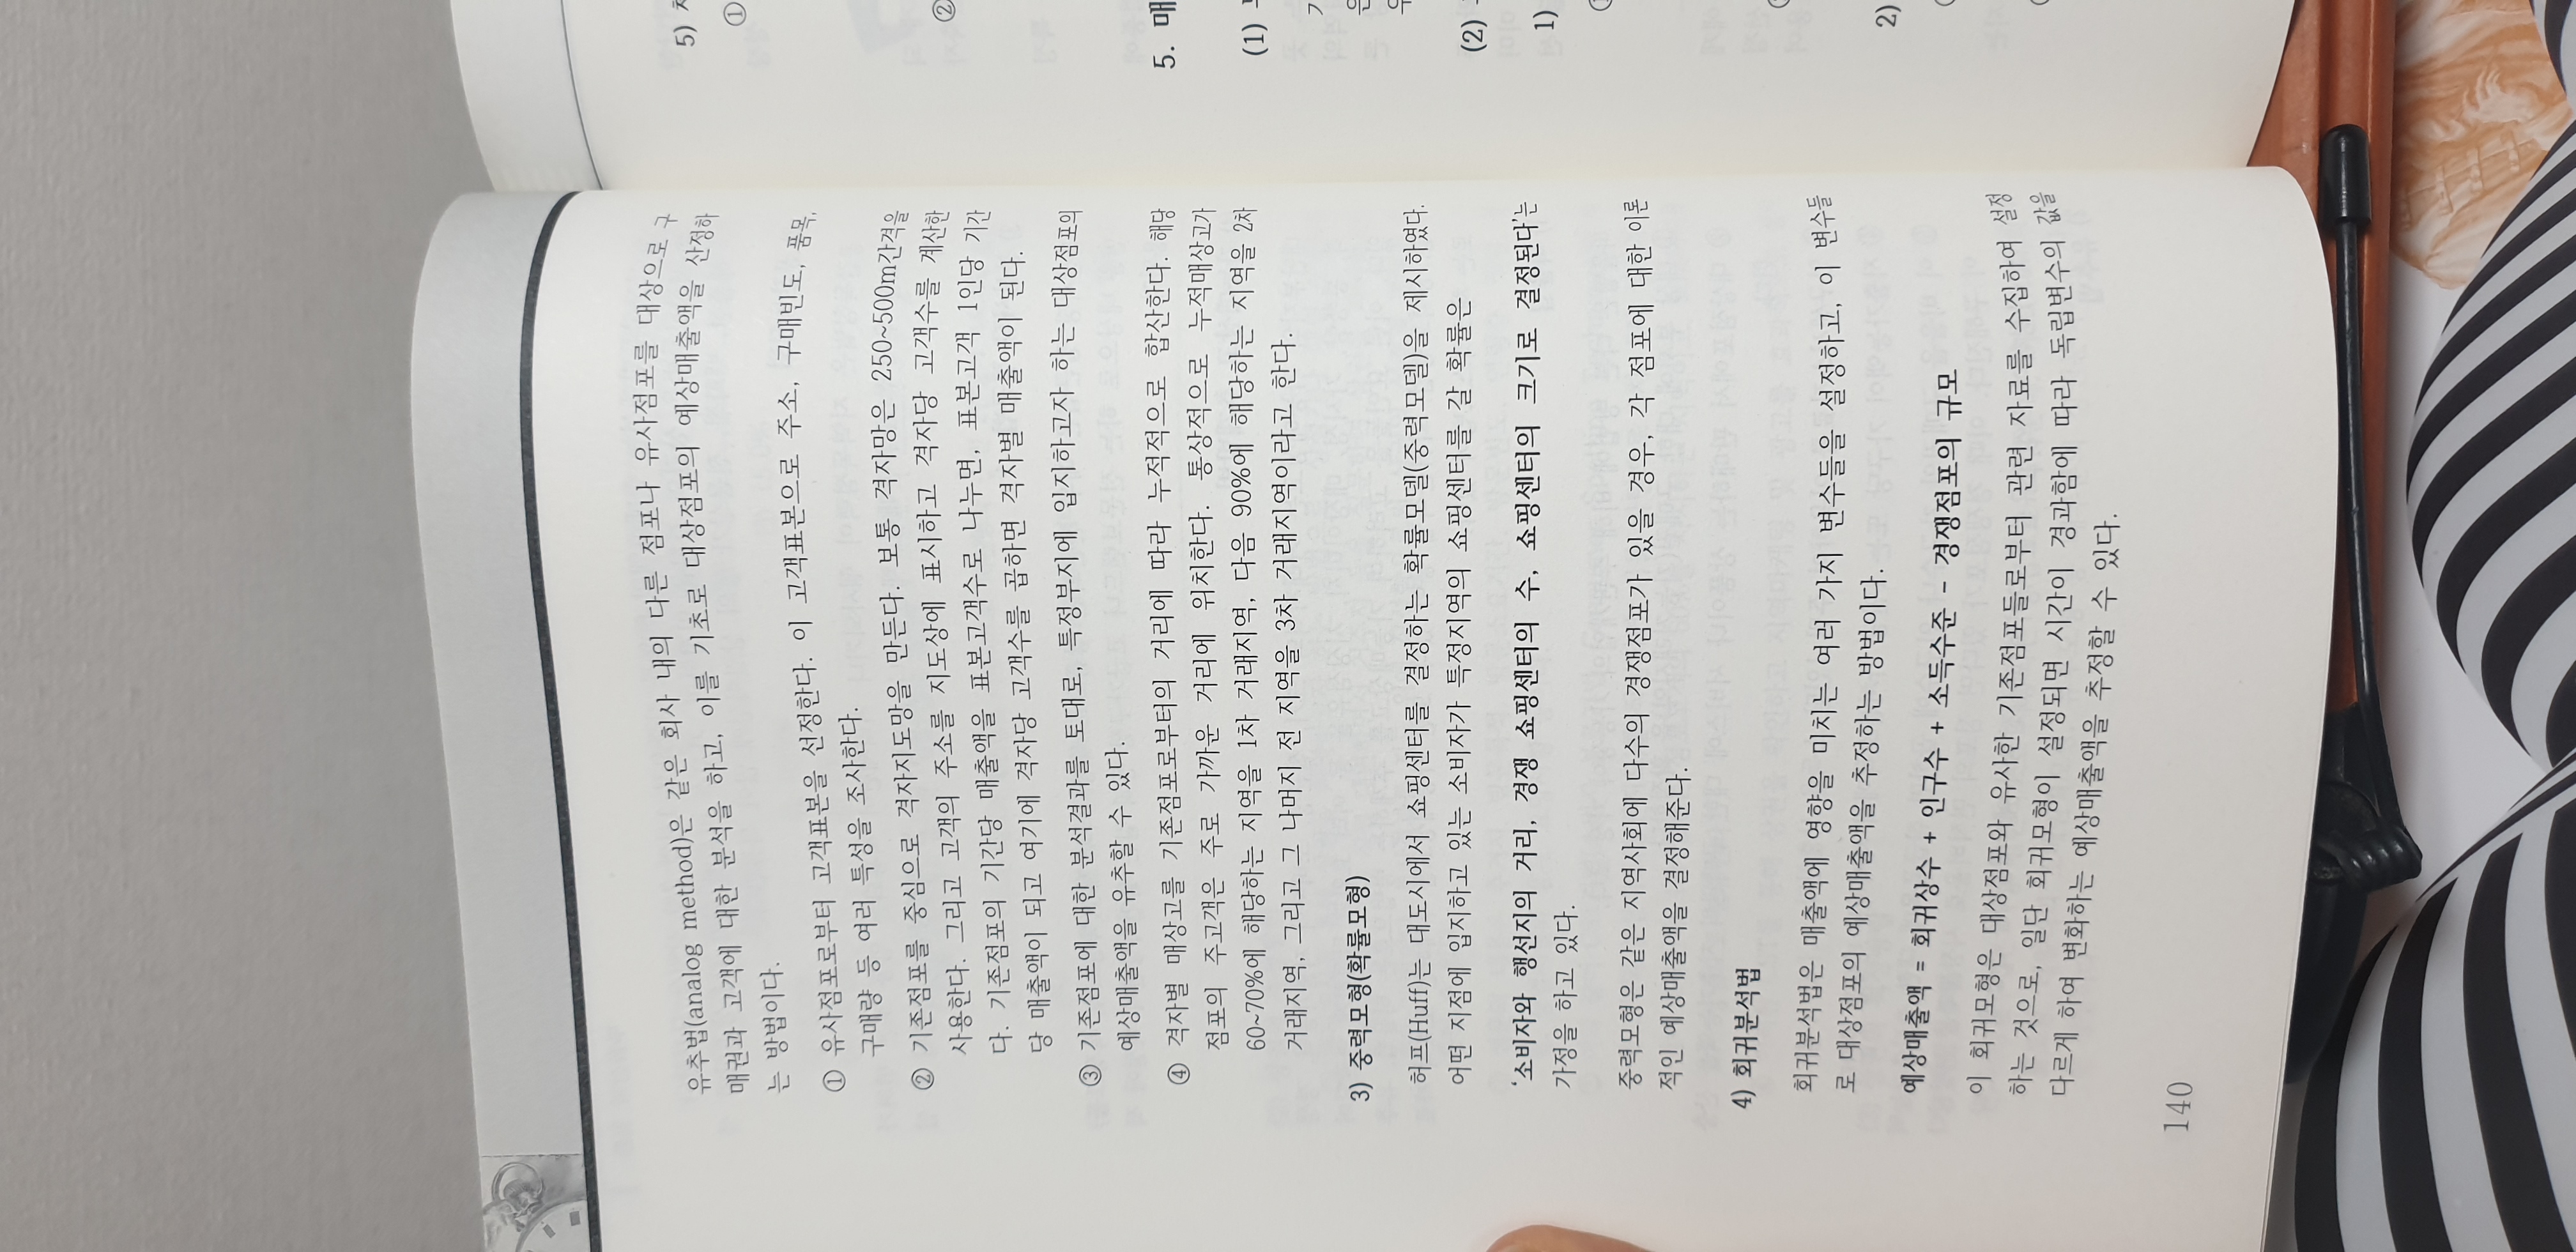 유추법(analog method)은 같은 회사 내의 다른 점포나 유사점포를 대상으로 구
매권과 고객에 대한 분석을 하고, 이를 기초로 대상점포의 예상매출액을 산정하
는 방법이다.
① 유사점포로부터 고객표본을 선정한다. 이 고객표본으로 주소, 구매빈도, 품목,
구매량 등 여러 특성을 조사한다.
② 기존점포를 중심으로 격자지도망을 만든다. 보통 격자망은 250~500m간격을
사용한다. 그리고 고객의 주소를 지도상에 표시하고 격자당 고객수를 계산한
다. 기존점포의 기간당 매출액을 표본고객수로 나누면, 표본고객 1인당 기간
당 매출액이 되고 여기에 격자당 고객수를 곱하면 격자별 매출액이 된다.
③ 기존점포에 대한 분석결과를 토대로, 특정부지에 입지하고자 하는 대상점포의
예상매출액을 유추할 수 있다.
④ 격자별 매상고를 기존점포로부터의 거리에 따라 누적적으로 합산한다. 해당
점포의 주고객은 주로 가까운 거리에 위치한다. 통상적으로 누적매상고가
60~70%에 해당하는 지역을 1차 거래지역, 다음 90%에 해당하는 지역을 2차
거래지역, 그리고 그 나머지 전 지역을 3차 거래지역이라고 한다.
3) 중력모형(확률모형)
허프(Huff)는 대도시에서 쇼핑센터를 결정하는 확률모델(중력모델)을 제시하였다.
어떤 지점에 입지하고 있는 소비자가 특정지역의 쇼핑센터를 갈 확률은
‘소비자와 행선지의 거리, 경쟁 쇼핑센터의 수, 쇼핑센터의 크기로 결정된다’는
가정을 하고 있다.
중력모형은 같은 지역사회에 다수의 경쟁점포가 있을 경우, 각 점포에 대한 이론
적인 예상매출액을 결정해준다.
4) 회귀분석법
회귀분석법은 매출액에 영향을 미치는 여러 가지 변수들을 설정하고, 이 변수들
로 대상점포의 예상매출액을 추정하는 방법이다.
예상매출액 = 회귀상수 + 인구수 + 소득수준 - 경쟁점포의 규모
이 회귀모형은 대상점포와 유사한 기존점포들로부터 관련 자료를 수집하여 설정
하는 것으로, 일단 회귀모형이 설정되면 시간이 경과함에 따라 독립변수의 값을
다르게 하여 변화하는 예상매출액을 추정할 수 있다.
140
5)
①
②
5. 매
(1)
(2)
1)
2)